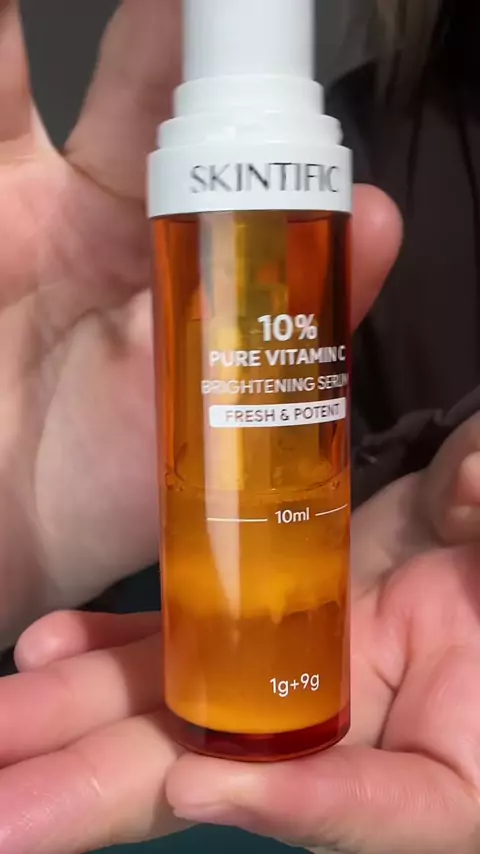 SKINTIFIC
10%
PURE VITAMIN C
BRIGHTENING SERUM
FRESH & POTENT
10ml
1g+9g